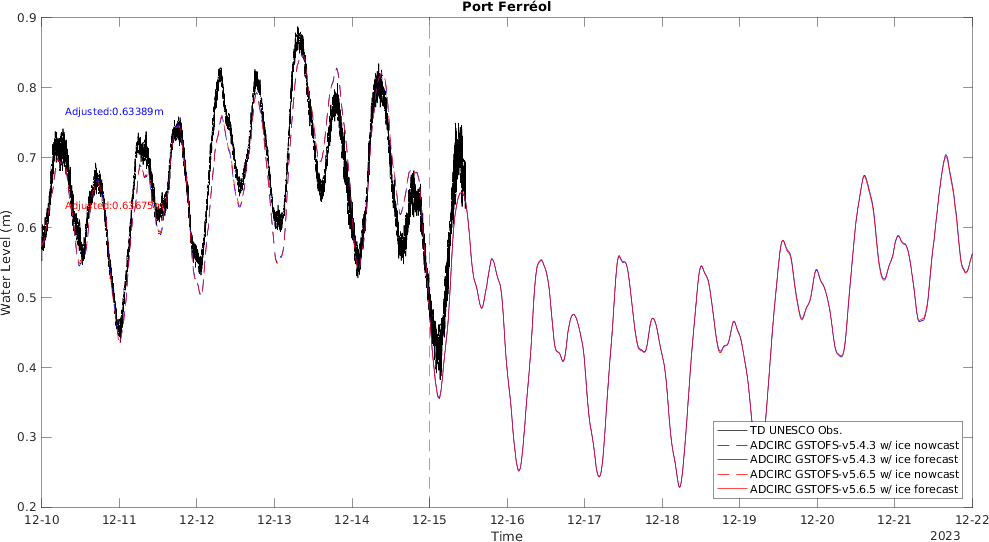 Port Ferréol
0.9
0.8
0.7
0.6
0.5
0.4
0.3
0.2
Water Level (m)
Adjusted:0.63389m
Adjusted:0.63675m
TD UNESCO Obs.
ADCIRC GSTOFS-v5.4.3 w/ ice nowcast
ADCIRC GSTOFS-v5.4.3 w/ ice forecast
ADCIRC GSTOFS-v5.6.5 w/ ice nowcast
ADCIRC GSTOFS-v5.6.5 w/ ice forecast
12-10 12-11 12-12 12-13 12-14 12-15 12-16 12-17 12-18 12-19 12-20 12-21 12-22
Time
2023